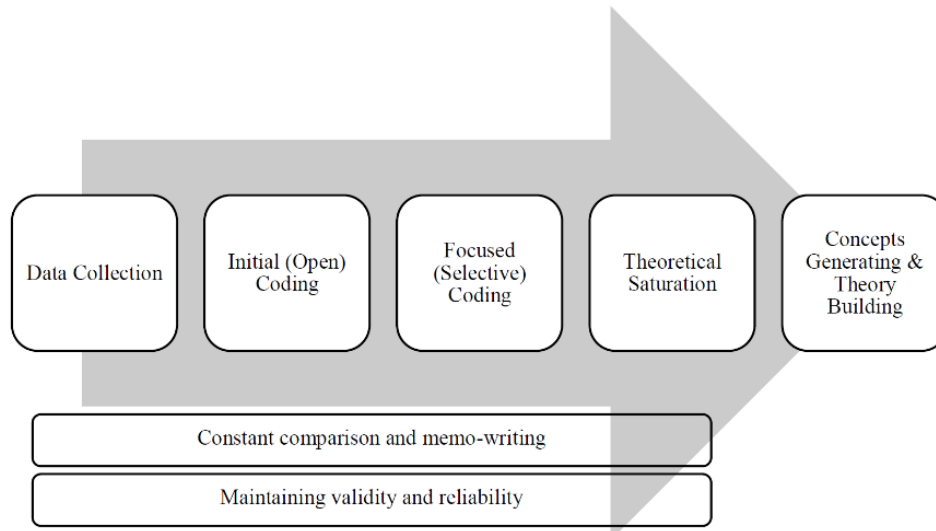 Data Collection
Initial (Open)
Coding
Focused
(Selective)
Coding
Theoretical
Saturation
Concepts
Generating &
Theory
Building
Constant comparison and memo-writing
Maintaining validity and reliability